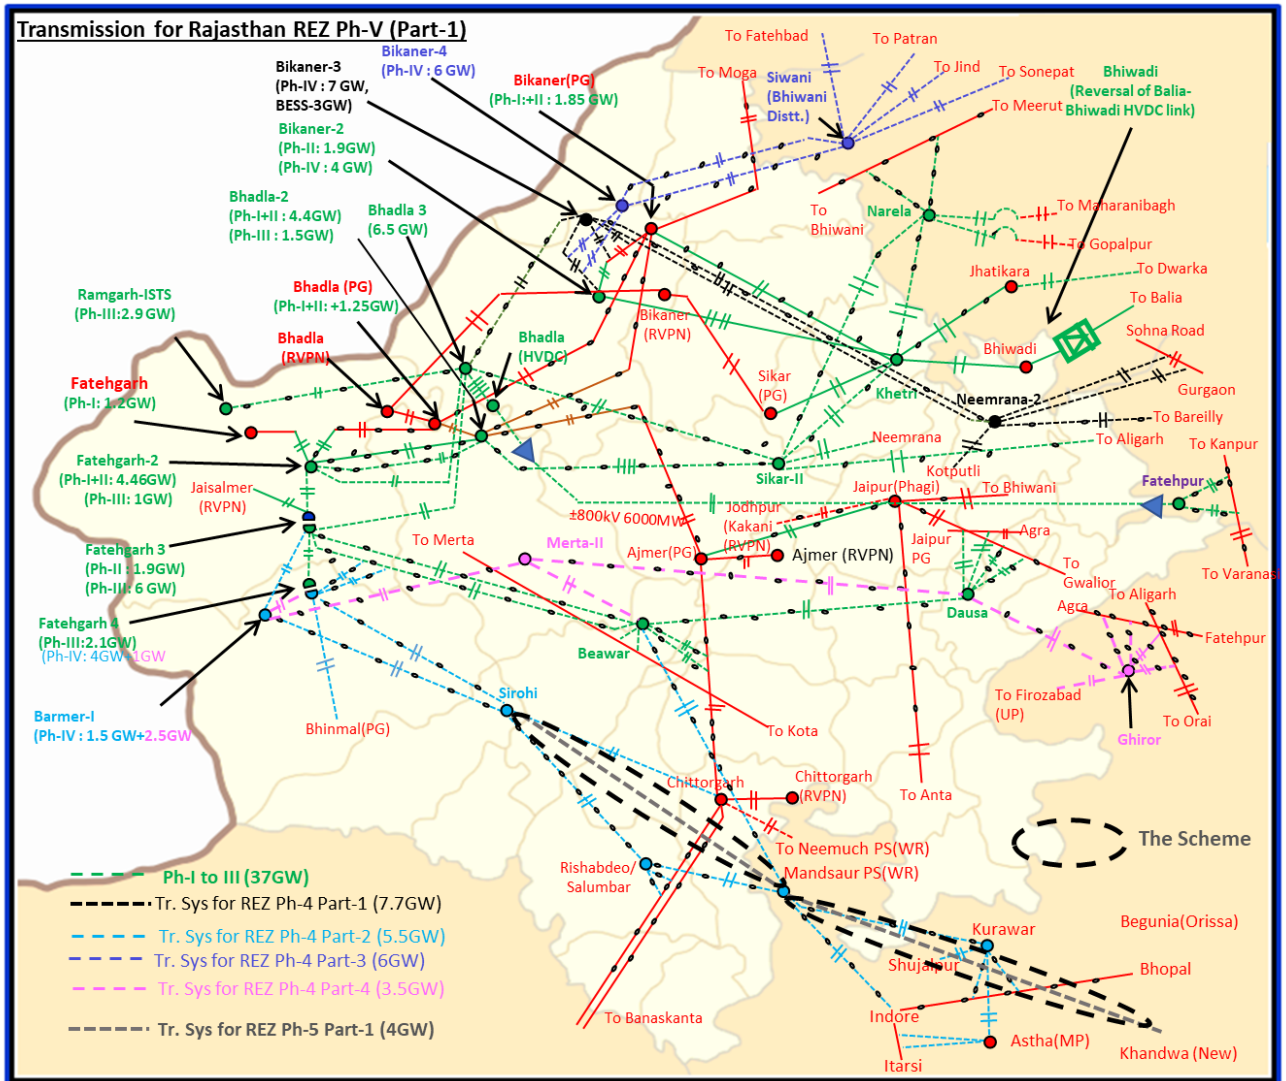 Transmission for Rajasthan REZ Ph-V (Part-1)
Bikaner-4
(Ph-IV : 6 GW)
Bikaner-3
(Ph-IV : 7 GW,
BESS-3GW)
Bikaner(PG)
(Ph-I:+II : 1.85 GW)
Bikaner-2
(Ph-II: 1.9GW)
(Ph-IV : 4 GW)
Bhadla-2
(Ph-I+II : 4.4GW)
(Ph-III : 1.5GW)
Bhadla 3
(6.5 GW)
To Fatehbad
To Patran
To Moga
Siwani
(Bhiwani
Distt.)
To Jind
To Sonepat
To Meerut
Bhiwadi
(Reversal of Balia-
Bhiwadi HVDC link)
To
Bhiwani
Narela
To Maharanibagh
To Gopalpur
Jhatikara
To Dwarka
To Balia
Sohna Road
Gurgaon
Bhiwadi
Ramgarh-ISTS
(Ph-III:2.9 GW)
Bhadla (PG)
(Ph-I+II: +1.25GW)
Bhadla
(RVPN)
Bhadla
(HVDC)
Bikaner
(RVPN)
Sikar
(PG)
Khetri
Neemrana-2
To Bareilly
To Aligarh
To Kanpur
Fatehgarh
(Ph-I: 1.2GW)
Fatehgarh-2
(Ph-I+II: 4.46GW)
(Ph-III: 1GW)
Jaisalmer
(RVPN)
Neemrana
Kotputli
Sikar-II
Jaipur(Phagi)
To Bhiwani
Fatehpur
±800kV 6000MW
Jodhpur
(Kakani)
(RVPN)
Jaipur
PG
Agra
To
Gwalior
To Varanasi
Fatehgarh 3
(Ph-II : 1.9GW)
(Ph-III: 6 GW)
To Merta
Merta-II
Ajmer(PG)
Ajmer (RVPN)
Dausa
Agra
To Aligarh
Fatehpur
Fatehgarh 4
(Ph-III:2.1GW)
(Ph-IV: 4GW+1GW
Beawar
To Firozabad
(UP)
To Orai
Ghiror
Barmer-I
(Ph-IV : 1.5 GW+2.5GW
Bhinmal(PG)
Sirohi
To Kota
Chittorgarh
Chittorgarh
(RVPN)
To Anta
The Scheme
To Neemuch PS(WR)
Mandsaur PS(WR)
Rishabdeo/
Salumbar
Kurawar
Begunia(Orissa)
Shujalpur
Bhopal
To Banaskanta
Indore
Astha(MP)
Itarsi
Khandwa (New)
Ph-I to III (37GW)
Tr. Sys for REZ Ph-4 Part-1 (7.7GW)
Tr. Sys for REZ Ph-4 Part-2 (5.5GW)
Tr. Sys for REZ Ph-4 Part-3 (6GW)
Tr. Sys for REZ Ph-4 Part-4 (3.5GW)
Tr. Sys for REZ Ph-5 Part-1 (4GW)